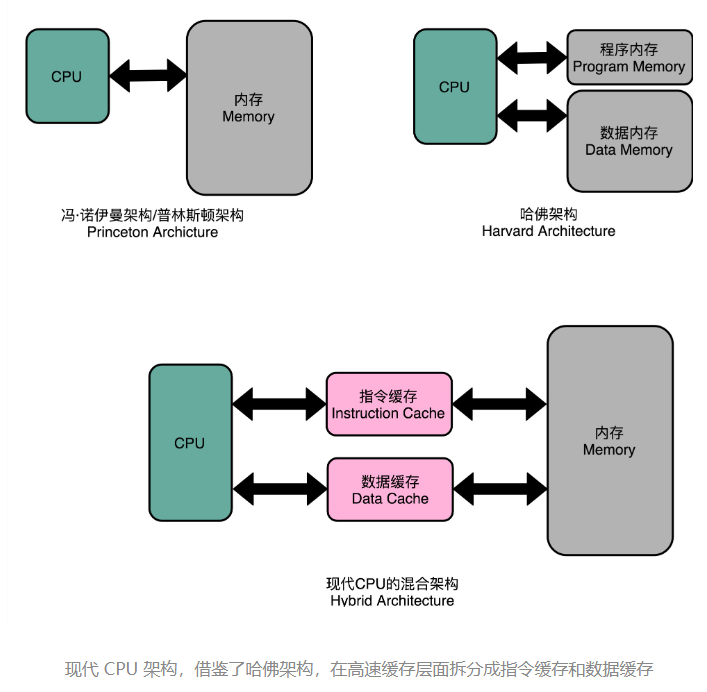 CPU
内存
Memory
冯·诺伊曼架构/普林斯顿架构
Princeton Archicture
CPU
程序内存
Program Memory
数据内存
Data Memory
哈佛架构
Harvard Architecture
CPU
指令缓存
Instruction Cache
数据缓存
Data Cache
内存
Memory
现代CPU的混合架构
Hybrid Architecture
现代 CPU 架构，借鉴了哈佛架构，在高速缓存层面拆分成指令缓存和数据缓存